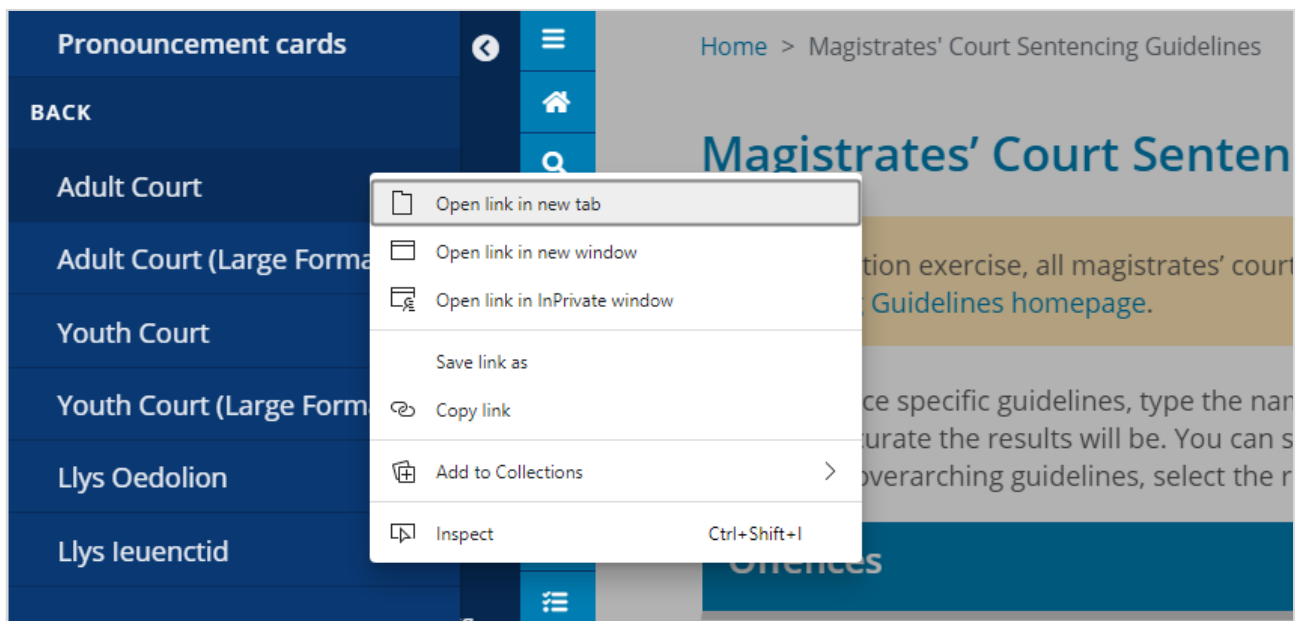 Pronouncement cards
BACK
Adult Court
Adult Court (Large Forma
Youth Court
Youth Court (Large Form
Llys Oedolion
Llys Ieuenctid
Open link in new tab
Open link in new window
Open link in InPrivate window
Save link as
Copy link
Add to Collections
Inspect Ctrl+Shift+I
Home > Magistrates' Court Sentencing Guidelines
Magistrates’ Court Senten
tion exercise, all magistrates’ court
Guidelines homepage.
ce specific guidelines, type the nam
urate the results will be. You can s
overarching guidelines, select the r
Offences